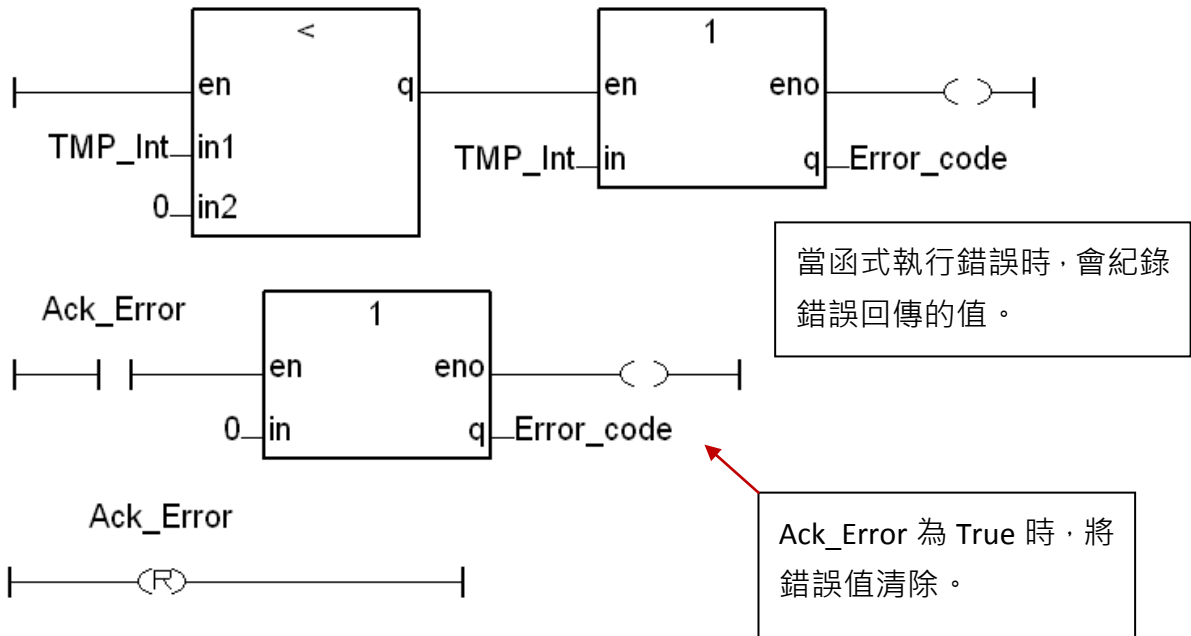 < 1
en q en eno
TMP_Int in1 TMP_Int in q Error_code
0 in2
當函式執行錯誤時，會紀錄
錯誤回傳的值。
Ack_Error 1
en eno
0 in q Error_code
Ack_Error
R
Ack_Error 為 True 時，將
錯誤值清除。